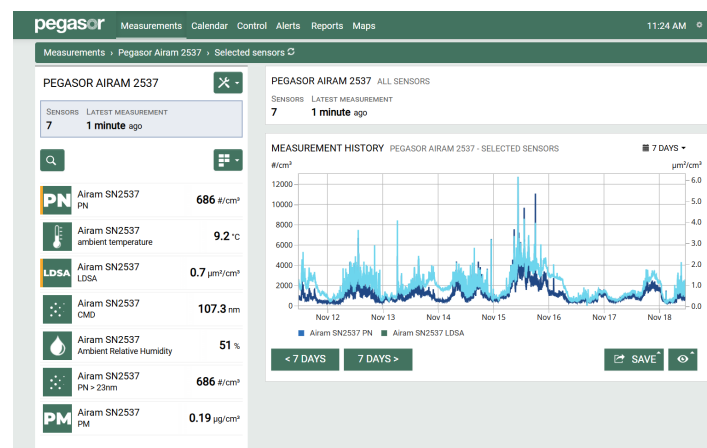 pegasor Measurements Calendar Control Alerts Reports Maps 11:24 AM
Measurements › Pegasor Airam 2537 › Selected sensors
PEGASOR AIRAM 2537
SENSORS LATEST MEASUREMENT
7 1 minute ago
PN Airam SN2537
PN
686 #/cm³
Airam SN2537
ambient temperature
9.2 °C
LDSA Airam SN2537
LDSA
0.7 µm²/cm³
Airam SN2537
CMD
107.3 nm
Airam SN2537
Ambient Relative Humidity
51 %
Airam SN2537
PN > 23nm
686 #/cm³
PM Airam SN2537
PM
0.19 µg/cm³
PEGASOR AIRAM 2537 ALL SENSORS
SENSORS LATEST MEASUREMENT
7 1 minute ago
MEASUREMENT HISTORY PEGASOR AIRAM 2537 - SELECTED SENSORS 7 DAYS
#/cm³ µm²/cm³
12000
10000
8000
6000
4000
2000
0
6.0
5.0
4.0
3.0
2.0
1.0
0.0
Nov 12 Nov 13 Nov 14 Nov 15 Nov 16 Nov 17 Nov 18
Airam SN2537 PN Airam SN2537 LDSA
< 7 DAYS 7 DAYS > SAVE